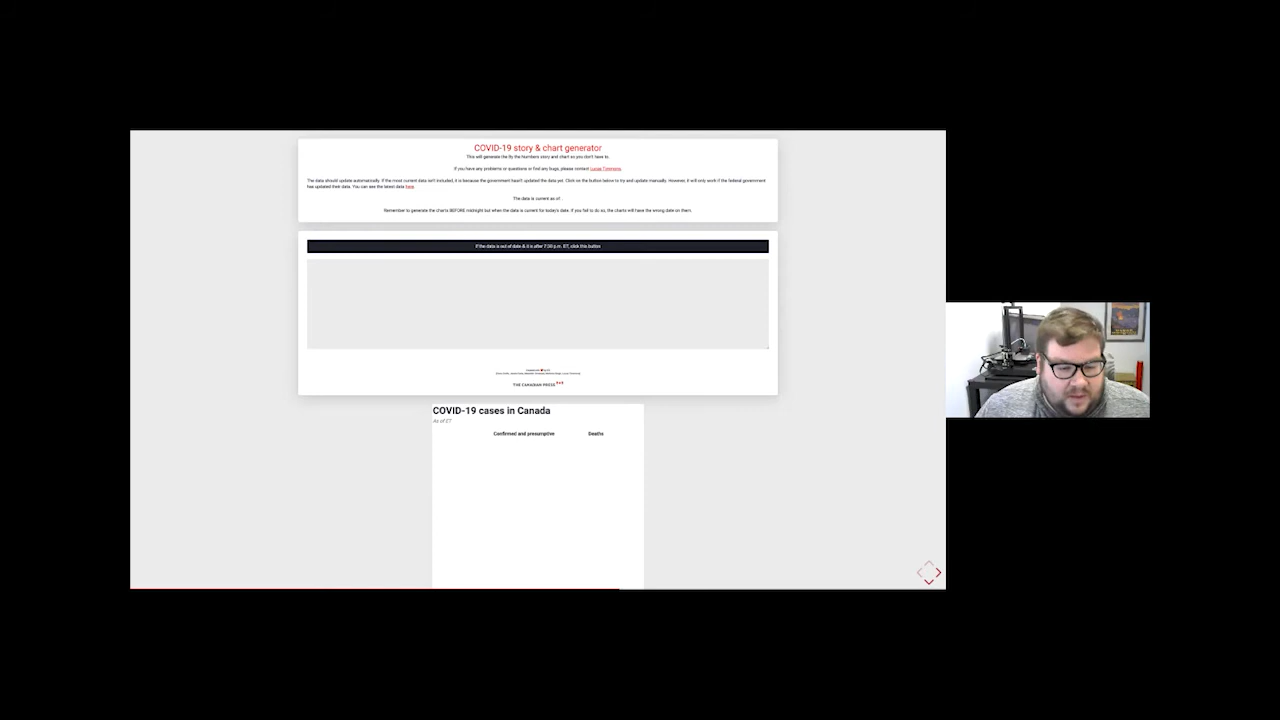 COVID-19 story & chart generator
This will generate the By the Numbers story and chart so you don't have to.
If you have any problems or questions or find any bugs, please contact Lucas Timmons.
The data should update automatically. If the most current data isn't included, it is because the government hasn't updated the data yet. Click on the button below to try and update manually. However, it will only work if the federal government
has updated their data. You can see the latest data here.
The data is current as of .
Remember to generate the charts BEFORE midnight but when the data is current for today's date. If you fail to do so, the charts will have the wrong date on them.
If the data is out of date & it is after 7:30 p.m. ET, click this button
THE CANADIAN PRESS
COVID-19 cases in Canada
As of ET
Confirmed and presumptive Deaths